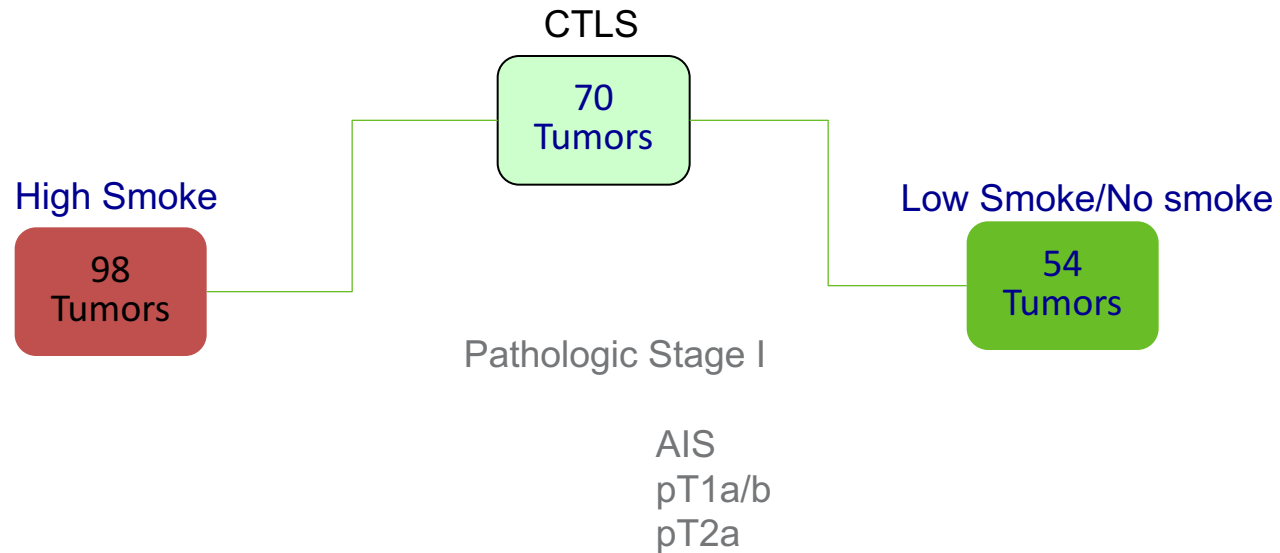 CTLS
70
Tumors
High Smoke
98
Tumors
Low Smoke/No smoke
54
Tumors
Pathologic Stage I
AIS
pT1a/b
pT2a